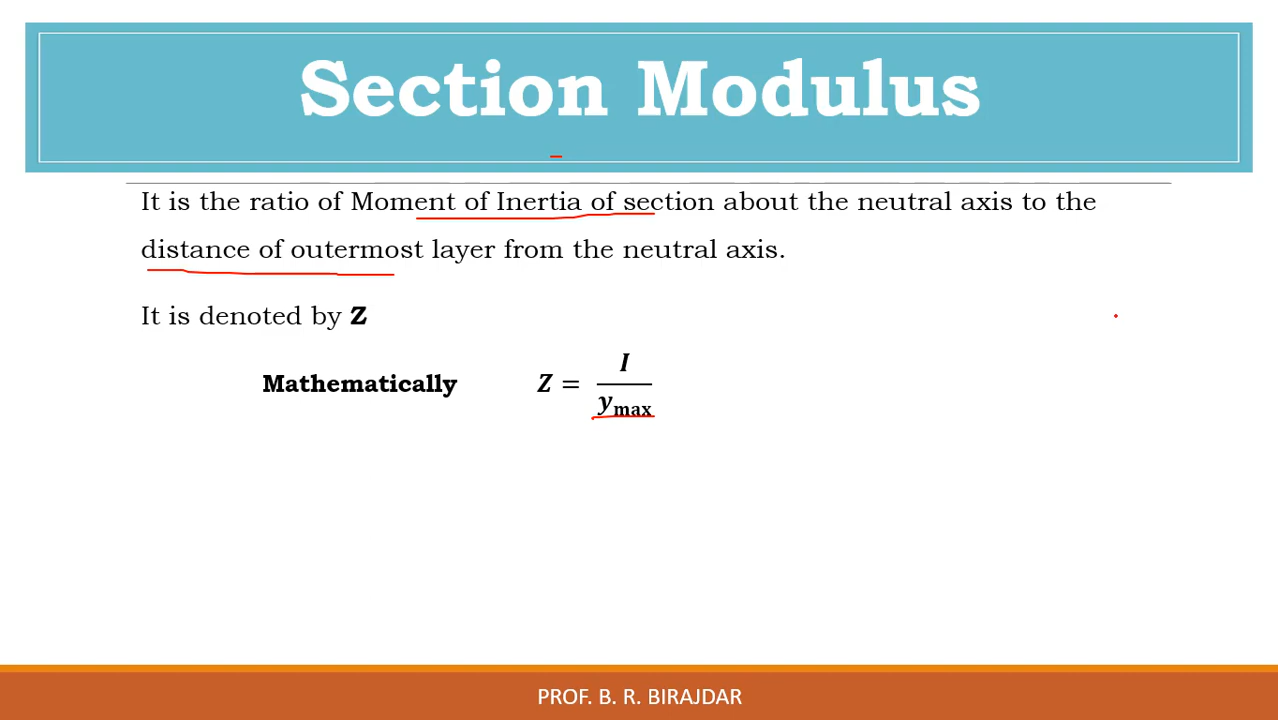 Section Modulus
It is the ratio of Moment of Inertia of section about the neutral axis to the
distance of outermost layer from the neutral axis.
It is denoted by Z
Mathematically Z = I / y_max
PROF. B. R. BIRAJDAR